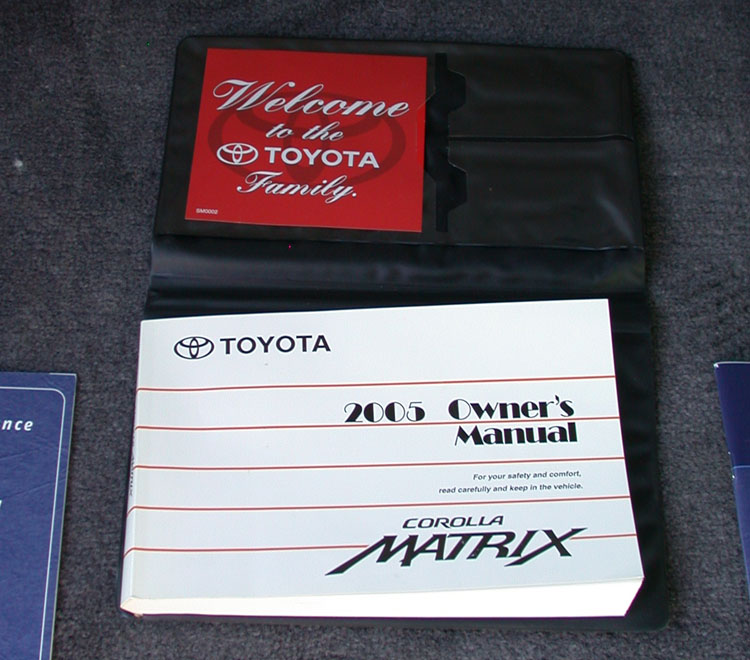 Welcome
to the
TOYOTA
Family.
SM0002
TOYOTA
2005 Owner's
Manual
For your safety and comfort,
read carefully and keep in the vehicle.
COROLLA
MATRIX
nce